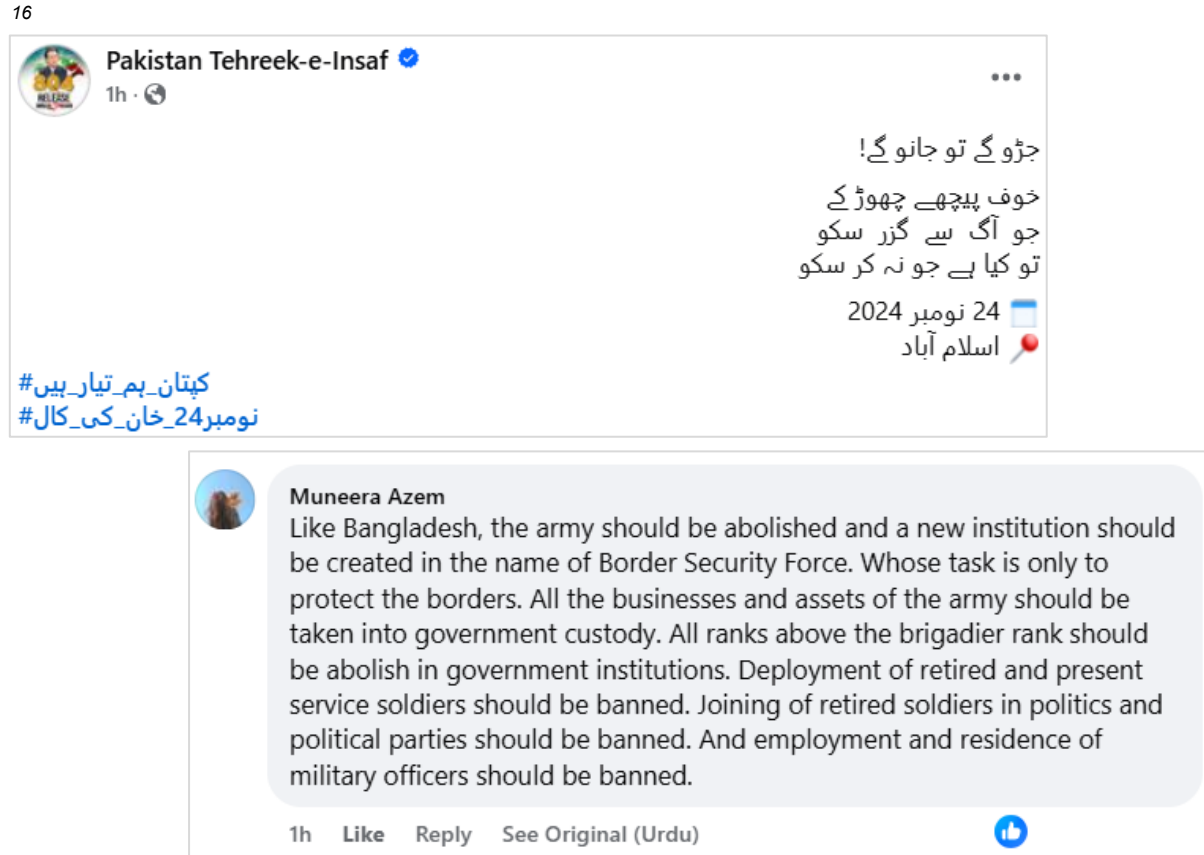 16
Pakistan Tehreek-e-Insaf
1h ·
جڑو گے تو جانو گے!
خوف پیچھے چھوڑ کے
جو آگ سے گزر سکو
تو کیا ہے جو نہ کر سکو
24 نومبر 2024
اسلام آباد
#کپتان_ہم_تیار_ہیں
#نومبر24_خان_کی_کال
Muneera Azem
Like Bangladesh, the army should be abolished and a new institution should
be created in the name of Border Security Force. Whose task is only to
protect the borders. All the businesses and assets of the army should be
taken into government custody. All ranks above the brigadier rank should
be abolish in government institutions. Deployment of retired and present
service soldiers should be banned. Joining of retired soldiers in politics and
political parties should be banned. And employment and residence of
military officers should be banned.
1h Like Reply See Original (Urdu)